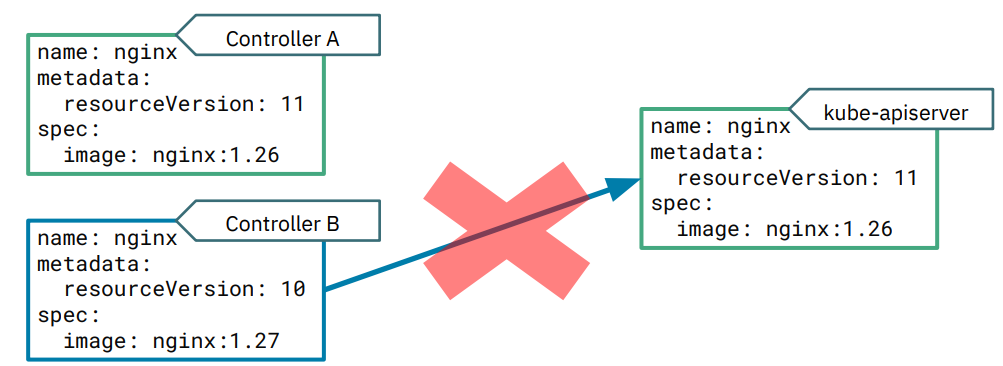 Controller A
name: nginx
metadata:
  resourceVersion: 11
spec:
  image: nginx:1.26
Controller B
name: nginx
metadata:
  resourceVersion: 10
spec:
  image: nginx:1.27
kube-apiserver
name: nginx
metadata:
  resourceVersion: 11
spec:
  image: nginx:1.26